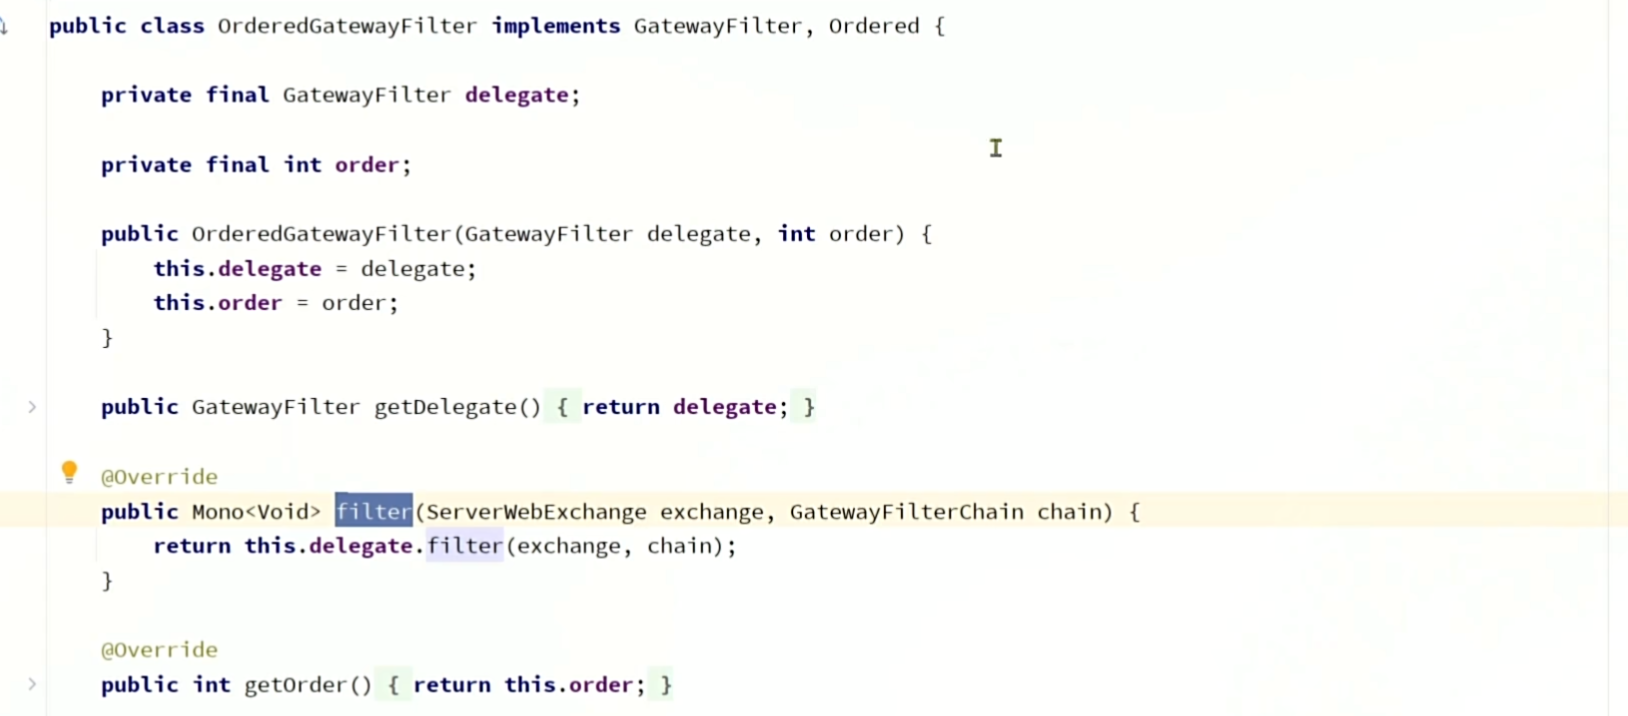 public class OrderedGatewayFilter implements GatewayFilter, Ordered {
private final GatewayFilter delegate;
private final int order;
public OrderedGatewayFilter(GatewayFilter delegate, int order) {
this.delegate = delegate;
this.order = order;
}
public GatewayFilter getDelegate() { return delegate; }
@Override
public Mono<Void> filter(ServerWebExchange exchange, GatewayFilterChain chain) {
return this.delegate.filter(exchange, chain);
}
@Override
public int getOrder() { return this.order; }